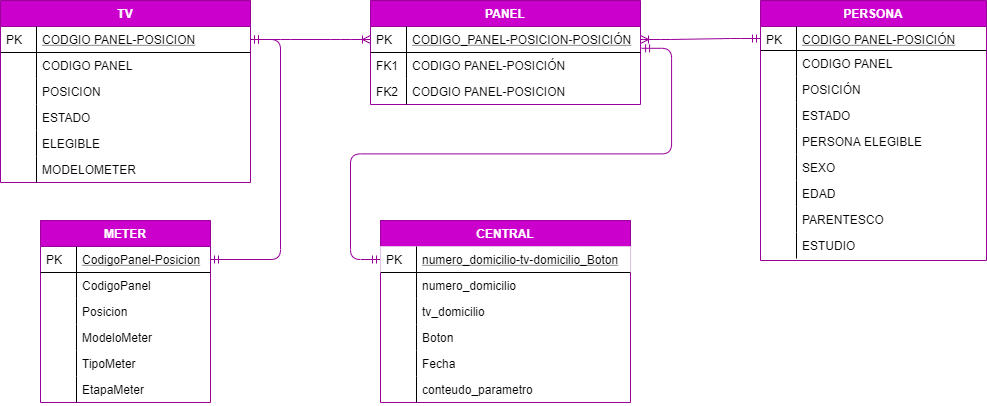 TV
PK CODGIO PANEL-POSICION
CODIGO PANEL
POSICION
ESTADO
ELEGIBLE
MODELOMETER
PANEL
PK CODIGO_PANEL-POSICION-POSICIÓN
FK1 CODIGO PANEL-POSICIÓN
FK2 CODGIO PANEL-POSICION
PERSONA
PK CODIGO PANEL-POSICIÓN
CODIGO PANEL
POSICIÓN
ESTADO
PERSONA ELEGIBLE
SEXO
EDAD
PARENTESCO
ESTUDIO
METER
PK CodigoPanel-Posicion
CodigoPanel
Posicion
ModeloMeter
TipoMeter
EtapaMeter
CENTRAL
PK numero_domicilio-tv-domicilio_Boton
numero_domicilio
tv_domicilio
Boton
Fecha
conteudo_parametro